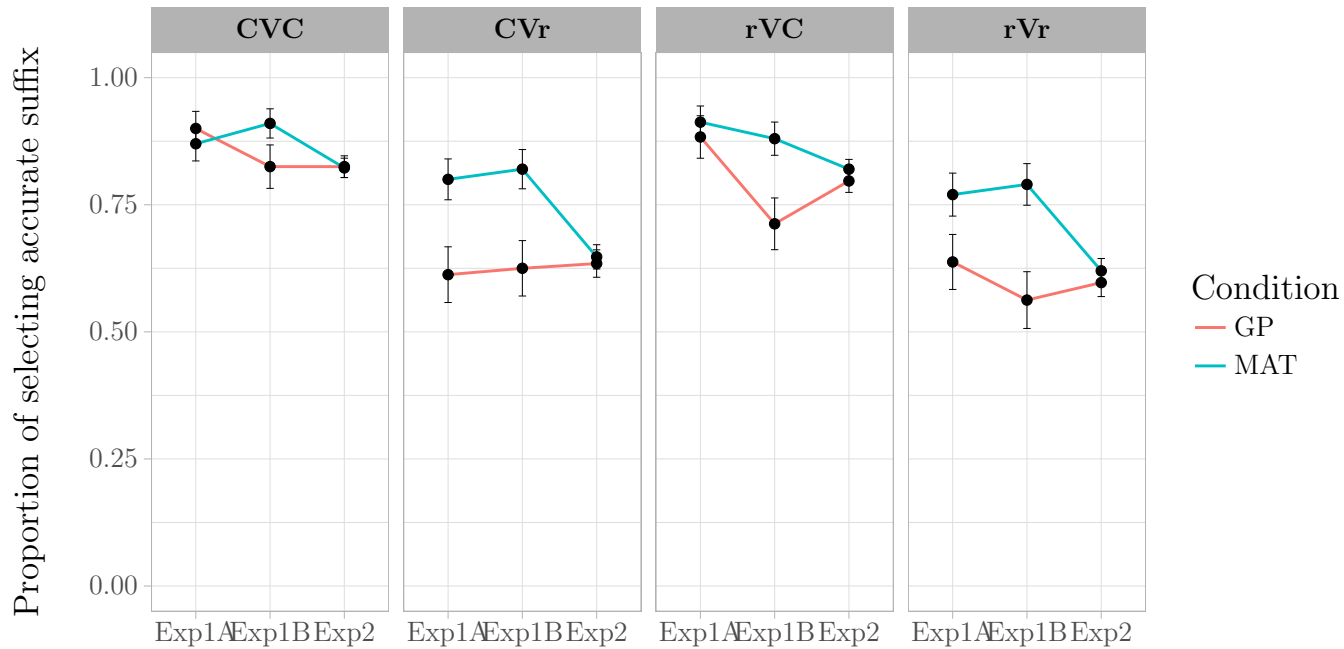 CVC CVr rVC rVr
Proportion of selecting accurate suffix
1.00
0.75
0.50
0.25
0.00
Exp1A Exp1B Exp2 Exp1A Exp1B Exp2 Exp1A Exp1B Exp2 Exp1A Exp1B Exp2
Condition
GP
MAT